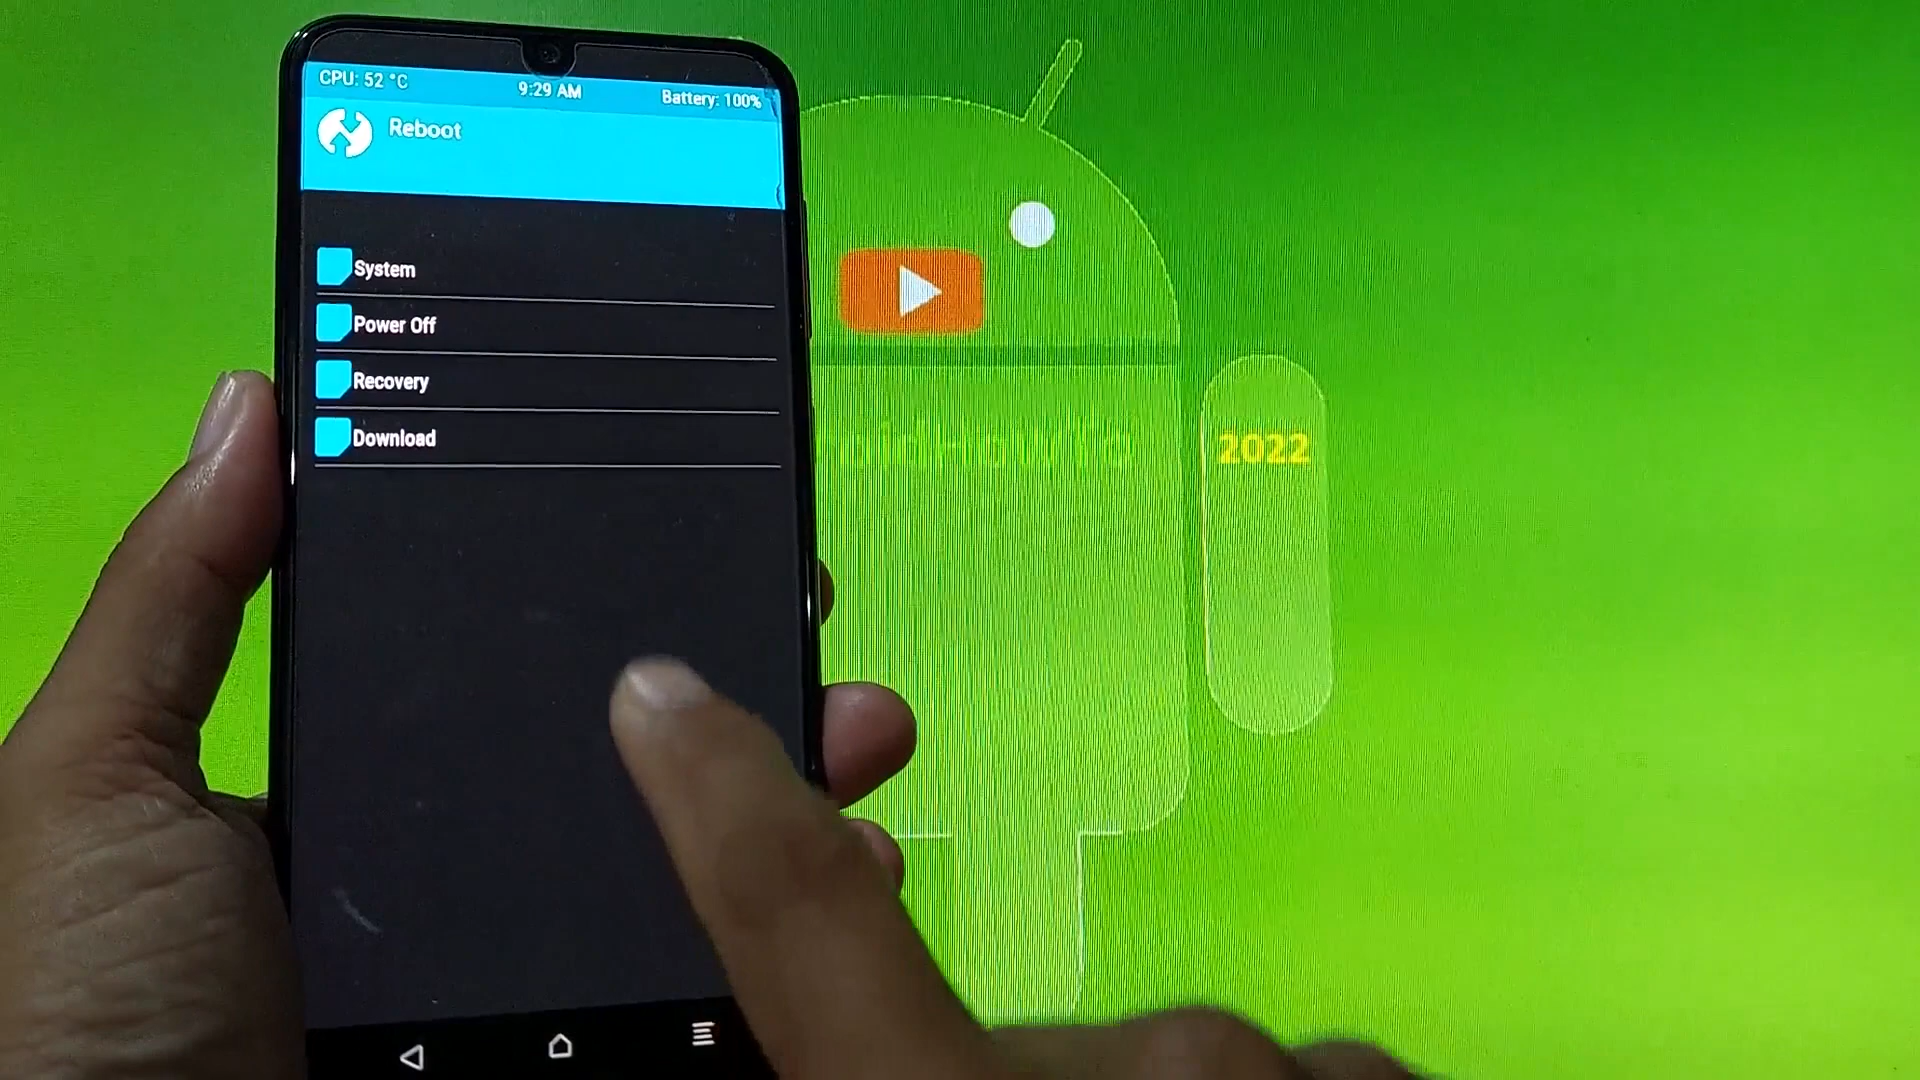 CPU: 52 °C
9:29 AM
Battery: 100%
Reboot
System
Power Off
Recovery
Download
2022